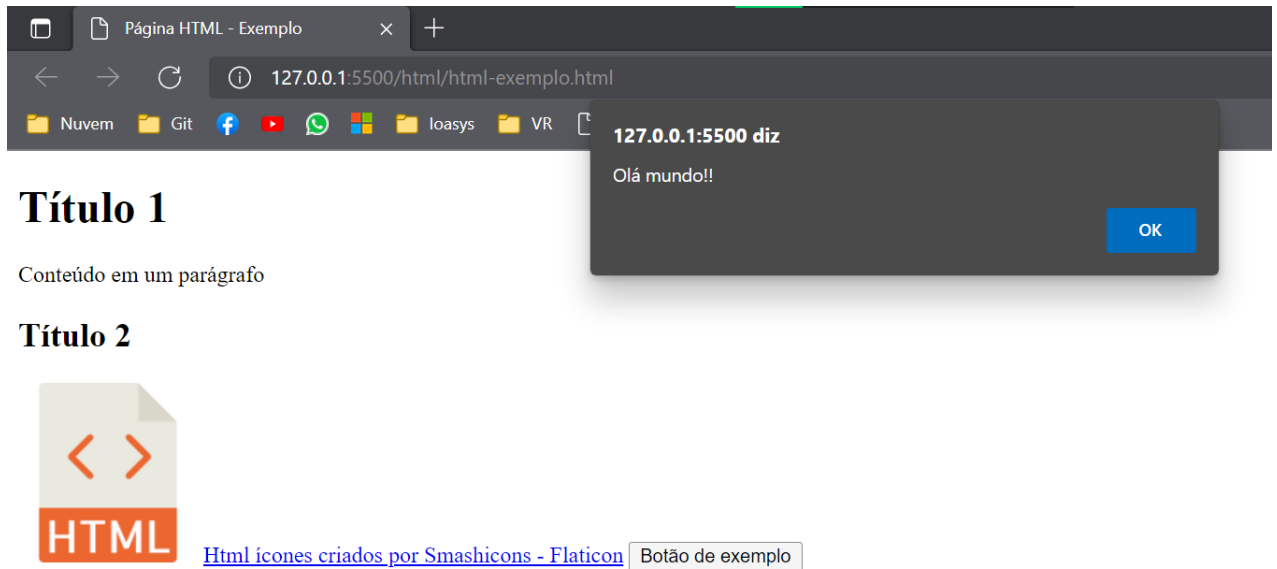 Página HTML - Exemplo
127.0.0.1:5500/html/html-exemplo.html
Nuvem Git Ioasys VR
127.0.0.1:5500 diz
Olá mundo!!
OK
Título 1
Conteúdo em um parágrafo
Título 2
HTML
Html ícones criados por Smashicons - Flaticon Botão de exemplo